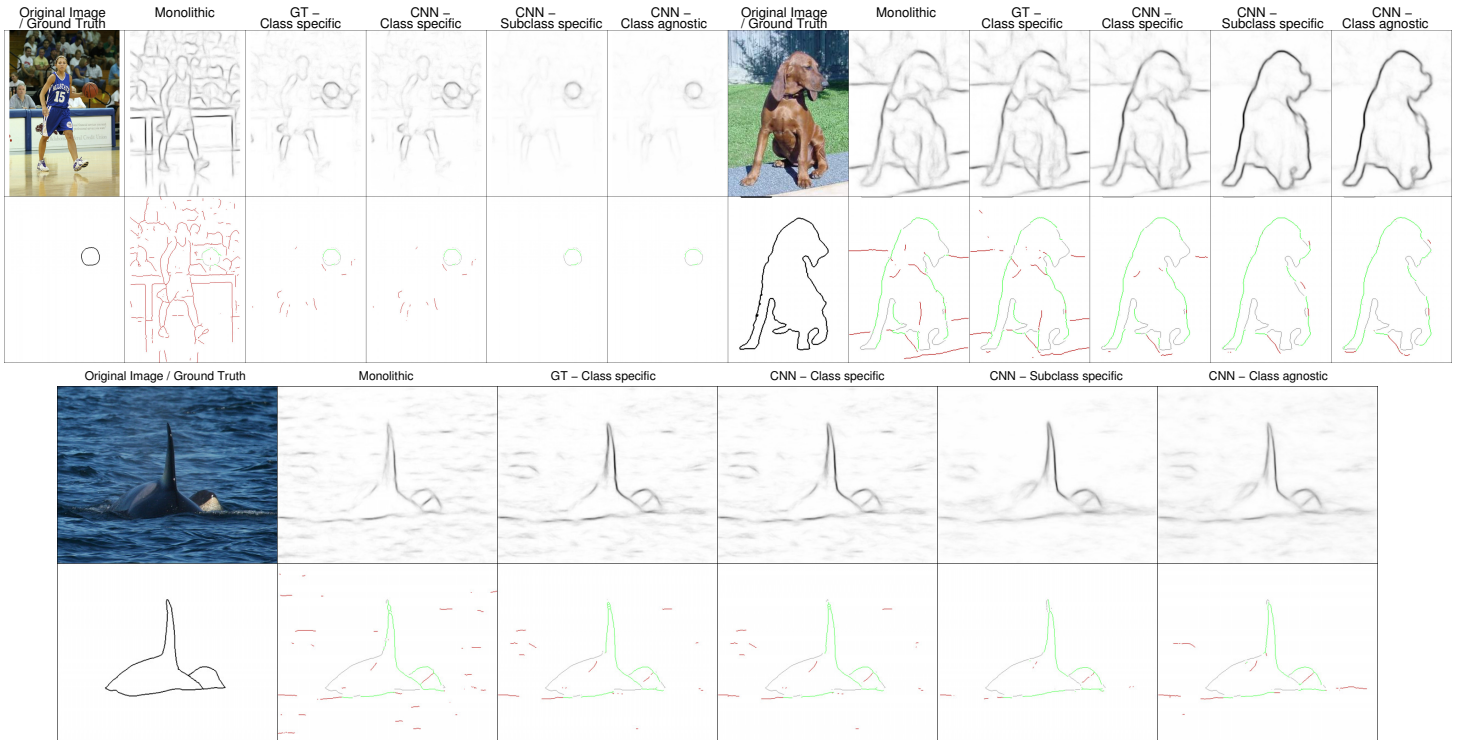 Original Image
/ Ground Truth
Monolithic
GT –
Class specific
CNN –
Class specific
CNN –
Subclass specific
CNN –
Class agnostic
Original Image
/ Ground Truth
Monolithic
GT –
Class specific
CNN –
Class specific
CNN –
Subclass specific
CNN –
Class agnostic
15
Original Image / Ground Truth
Monolithic
GT – Class specific
CNN – Class specific
CNN – Subclass specific
CNN – Class agnostic